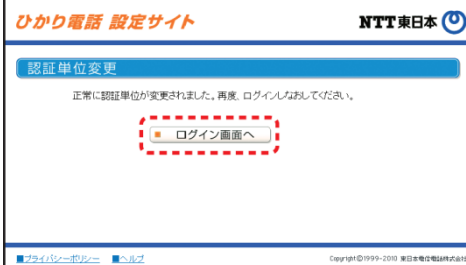 ひかり電話 設定サイト
NTT東日本
認証単位変更
正常に認証単位が変更されました。再度、ログインしなおしてください。
ログイン画面へ
■プライバシーポリシー ■ヘルプ
Copyright©1999-2010 東日本電信電話株式会社